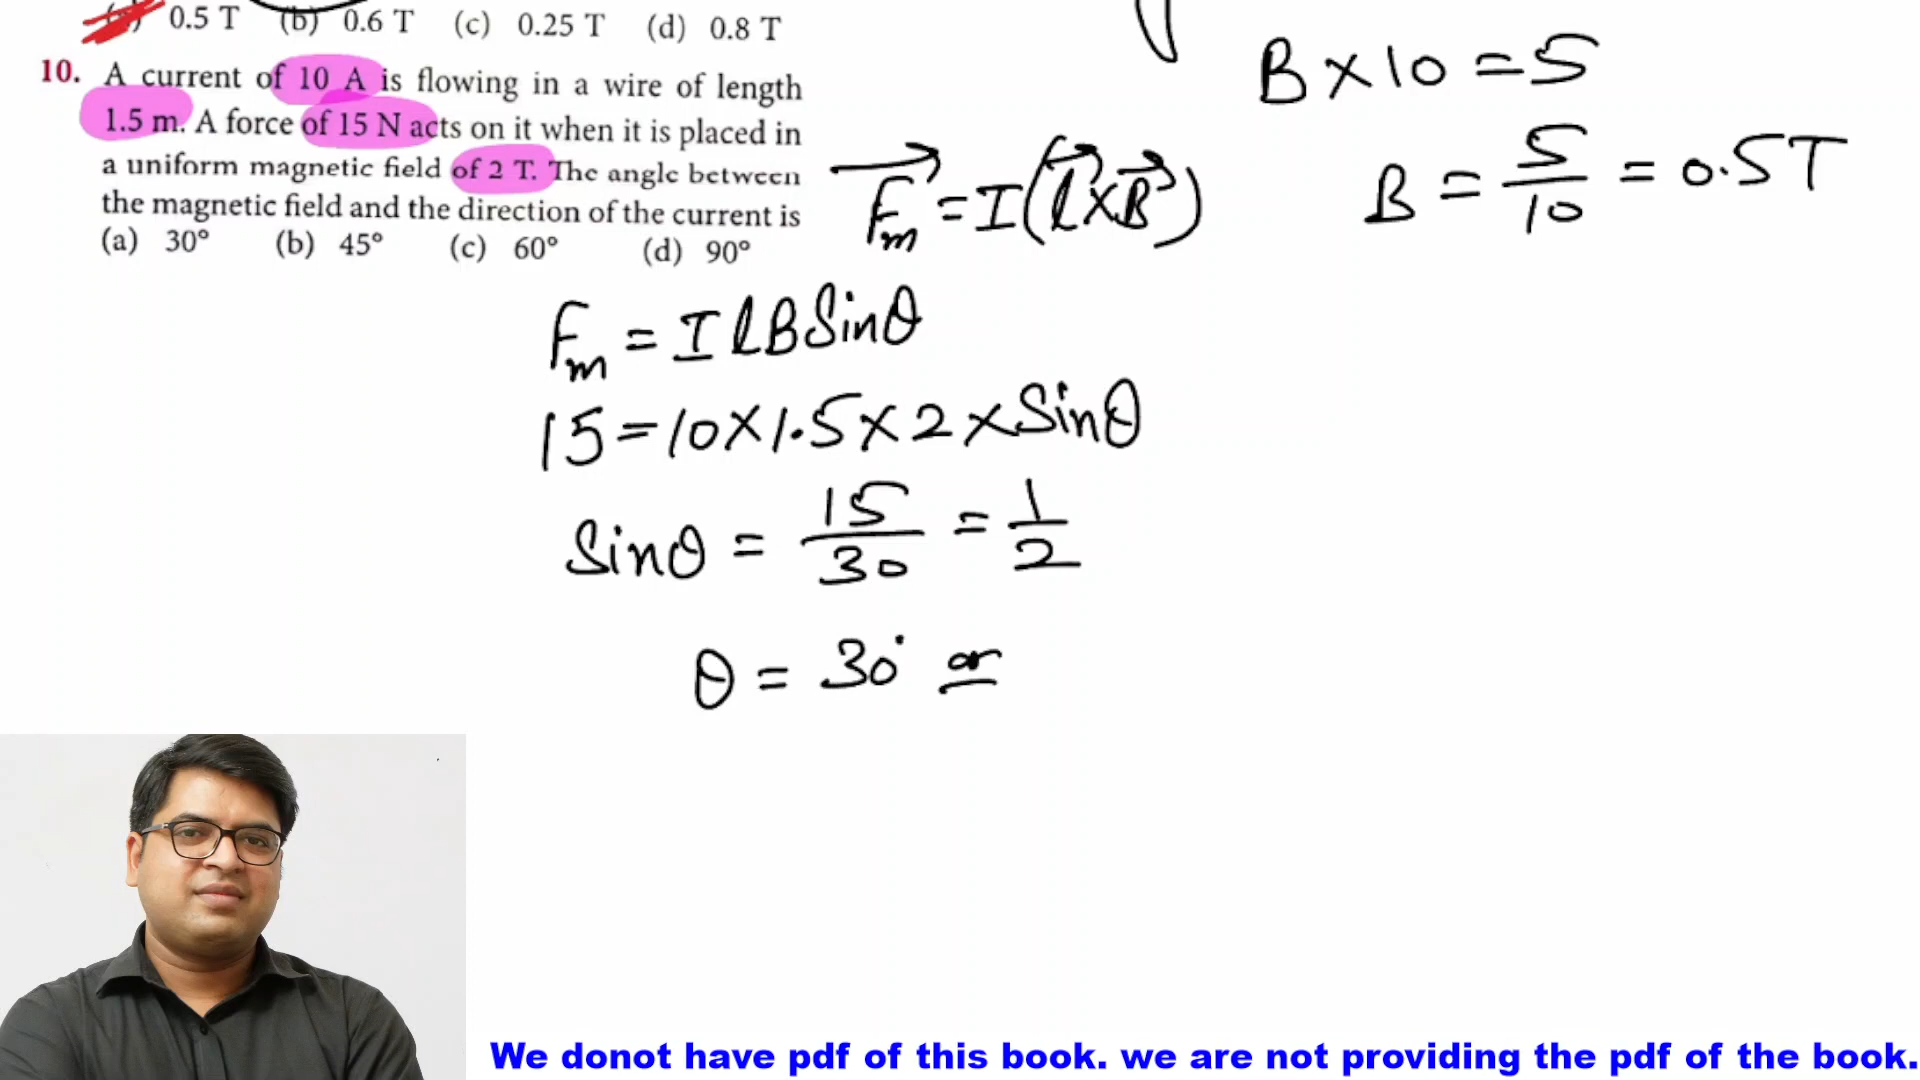 0.5 T (b) 0.6 T (c) 0.25 T (d) 0.8 T
10. A current of 10 A is flowing in a wire of length
1.5 m. A force of 15 N acts on it when it is placed in
a uniform magnetic field of 2 T. The angle between
the magnetic field and the direction of the current is
(a) 30° (b) 45° (c) 60° (d) 90°
B × 10 = 5
B = 5/10 = 0.5T
F⃗m = I(l⃗ × B⃗)
Fm = I l B Sinθ
15 = 10 × 1.5 × 2 × Sinθ
Sinθ = 15/30 = 1/2
θ = 30° or
We donot have pdf of this book. we are not providing the pdf of the book.